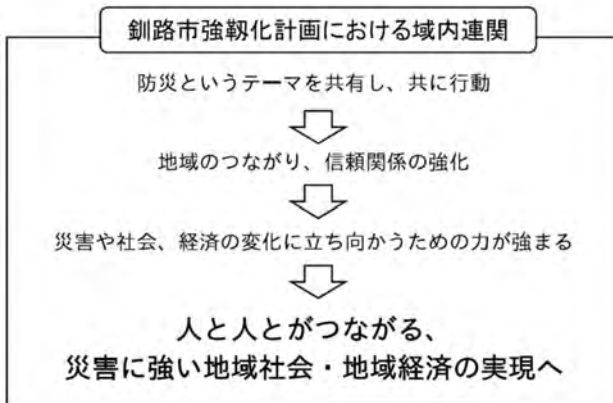 釧路市強靱化計画における域内連関
防災というテーマを共有し、共に行動
地域のつながり、信頼関係の強化
災害や社会、経済の変化に立ち向かうための力が強まる
人と人とがつながる、
災害に強い地域社会・地域経済の実現へ